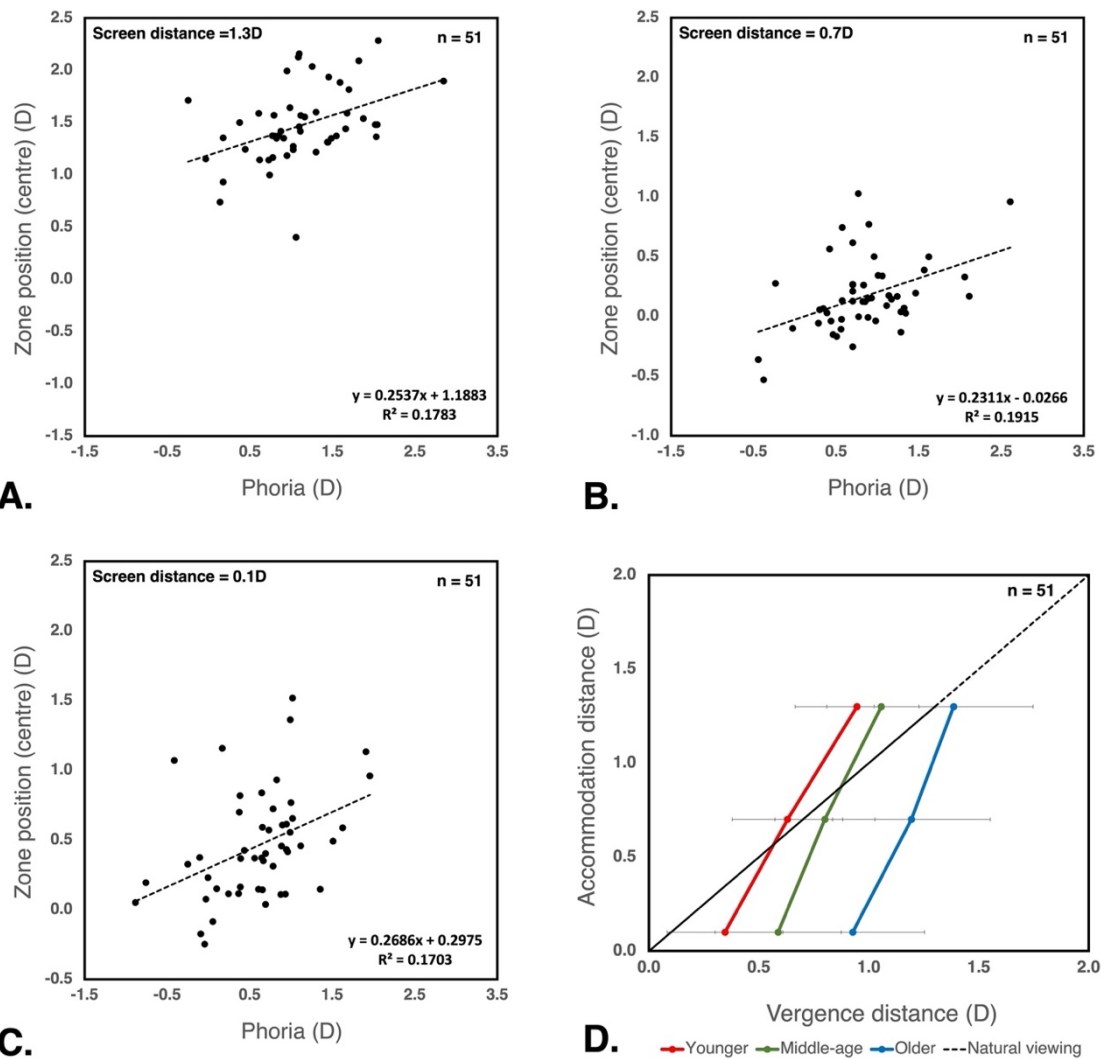 Screen distance =1.3D
n = 51
2.5
2.0
1.5
1.0
0.5
0.0
-0.5
-1.0
-1.5
Zone position (centre) (D)
y = 0.2537x + 1.1883
R² = 0.1783
-1.5 -0.5 0.5 1.5 2.5 3.5
Phoria (D)
A.
Screen distance = 0.7D
n = 51
2.5
2.0
1.5
1.0
0.5
0.0
-0.5
-1.0
Zone position (centre) (D)
y = 0.2311x - 0.0266
R² = 0.1915
-1.5 -0.5 0.5 1.5 2.5 3.5
Phoria (D)
B.
Screen distance = 0.1D
n = 51
2.5
2.0
1.5
1.0
0.5
0.0
-0.5
Zone position (centre) (D)
y = 0.2686x + 0.2975
R² = 0.1703
-1.5 -0.5 0.5 1.5 2.5 3.5
Phoria (D)
C.
n = 51
2.0
1.5
1.0
0.5
0.0
Accommodation distance (D)
0.0 0.5 1.0 1.5 2.0
Vergence distance (D)
D.
Younger Middle-age Older Natural viewing